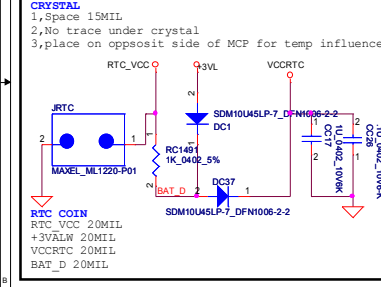 CRYSTAL
1,Space 15MIL
2,No trace under crystal
3,place on oppsosit side of MCP for temp influence
RTC_VCC
+3VL
VCCRTC
JRTC
2
1
MAXEL_ML1220-P01
1
RC1491
1K_0402_5%
2
2
SDM10U45LP-7_DFN1006-2-2
DC1
1
BAT_D
2
DC37
1
SDM10U45LP-7_DFN1006-2-2
1
CC17
1U_0402_10V6K
2
2
CC26
1
RTC COIN
RTC_VCC 20MIL
+3VALW 20MIL
VCCRTC 20MIL
BAT_D 20MIL
B